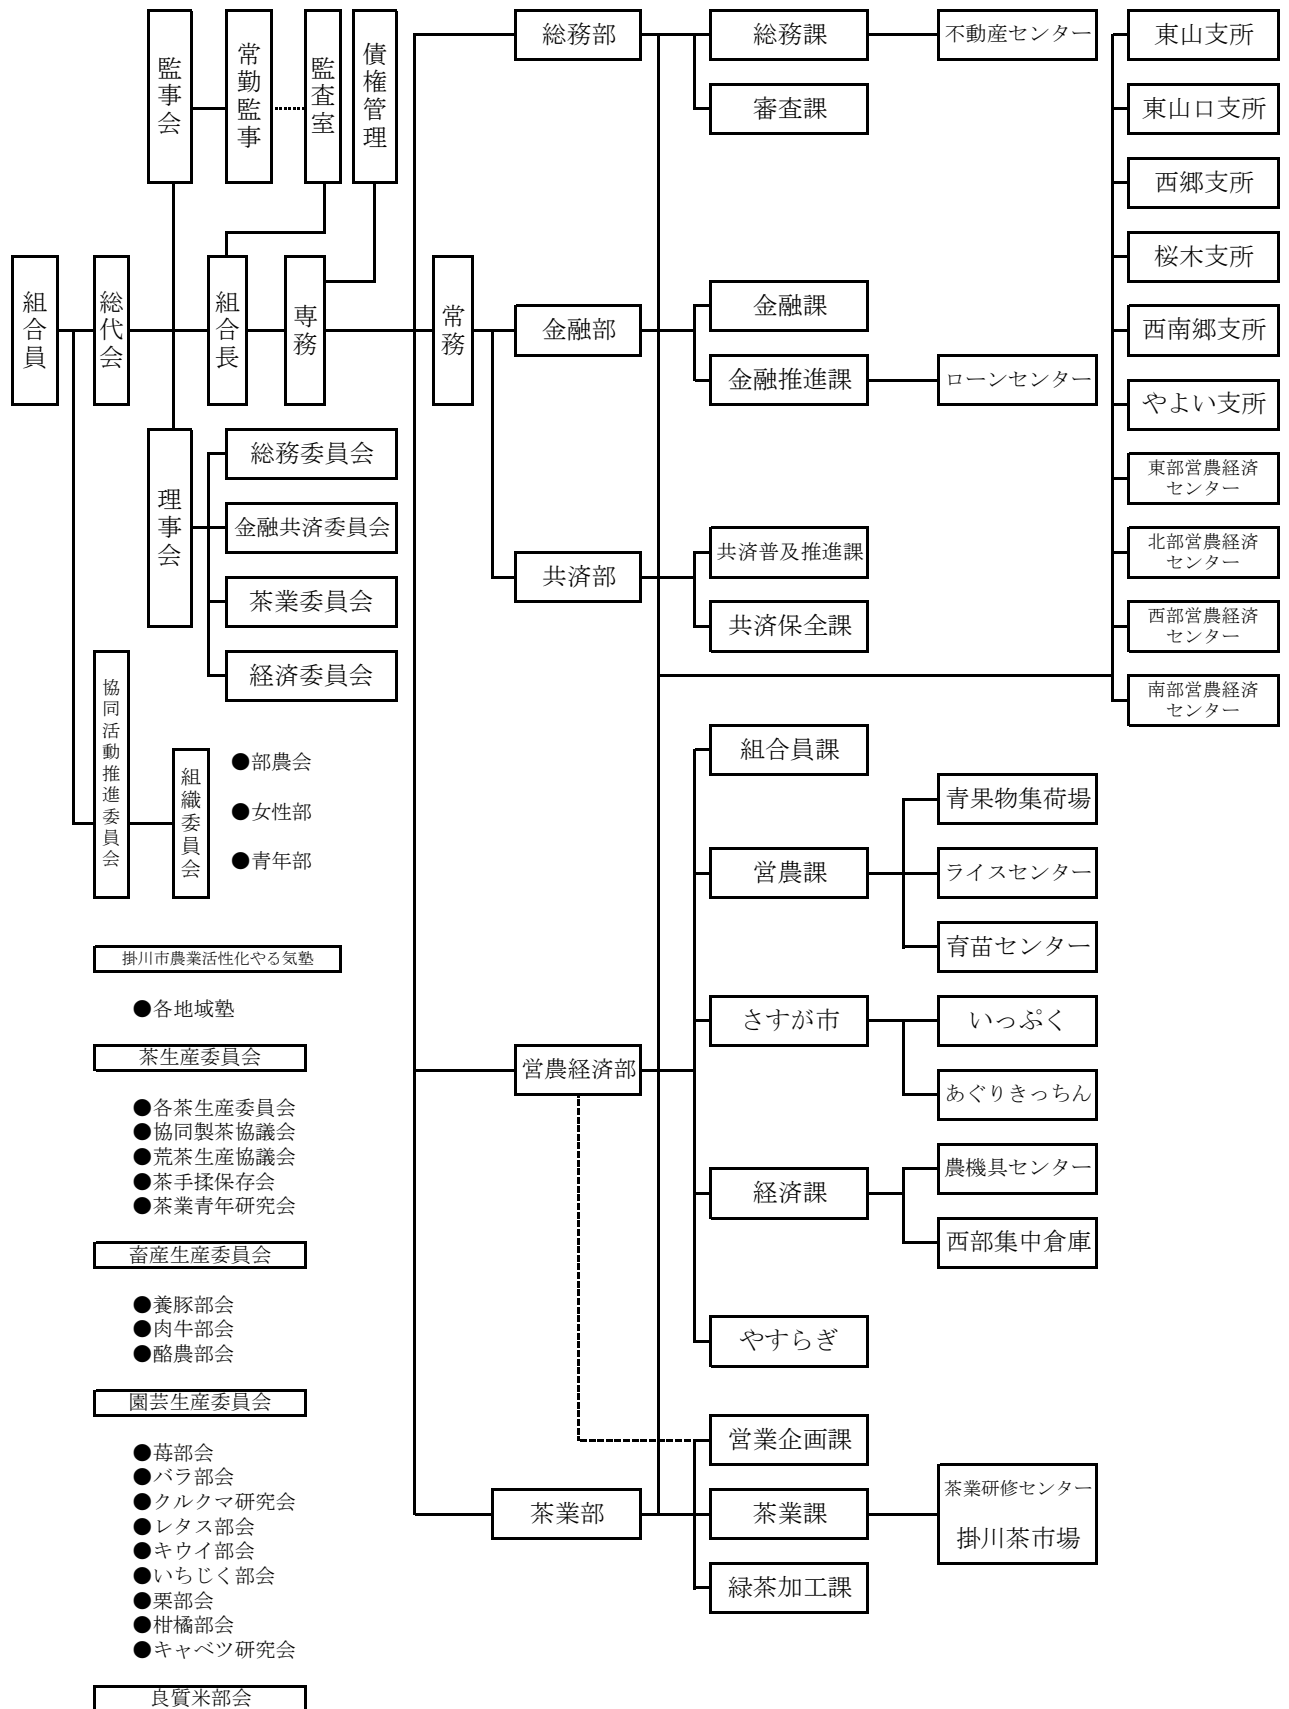 監事会
常勤監事
監査室
債権管理
組合員
総代会
組合長
専務
常務
理事会
総務委員会
金融共済委員会
茶業委員会
経済委員会
協同活動推進委員会
組織委員会
●部農会
●女性部
●青年部
掛川市農業活性化やる気塾
●各地域塾
茶生産委員会
●各茶生産委員会
●協同製茶協議会
●荒茶生産協議会
●茶手揉保存会
●茶業青年研究会
畜産生産委員会
●養豚部会
●肉牛部会
●酪農部会
園芸生産委員会
●苺部会
●バラ部会
●クルクマ研究会
●レタス部会
●キウイ部会
●いちじく部会
●栗部会
●柑橘部会
●キャベツ研究会
良質米部会
総務部
総務課
不動産センター
審査課
金融部
金融課
金融推進課
ローンセンター
共済部
共済普及推進課
共済保全課
営農経済部
組合員課
営農課
青果物集荷場
ライスセンター
育苗センター
さすが市
いっぷく
あぐりきっちん
経済課
農機具センター
西部集中倉庫
やすらぎ
茶業部
営業企画課
茶業課
茶業研修センター
掛川茶市場
緑茶加工課
東山支所
東山口支所
西郷支所
桜木支所
西南郷支所
やよい支所
東部営農経済
センター
北部営農経済
センター
西部営農経済
センター
南部営農経済
センター